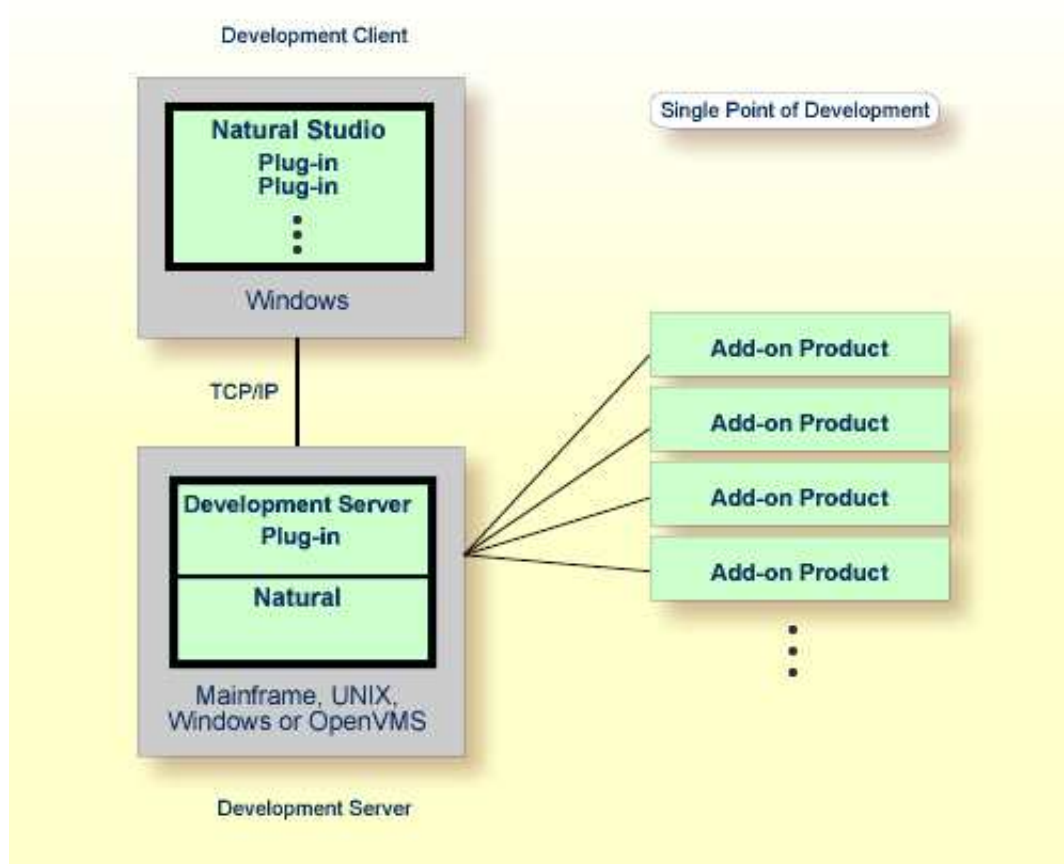 Development Client
Single Point of Development
Natural Studio
Plug-in
Plug-in
Windows
TCP/IP
Development Server
Plug-in
Natural
Mainframe, UNIX,
Windows or OpenVMS
Development Server
Add-on Product
Add-on Product
Add-on Product
Add-on Product